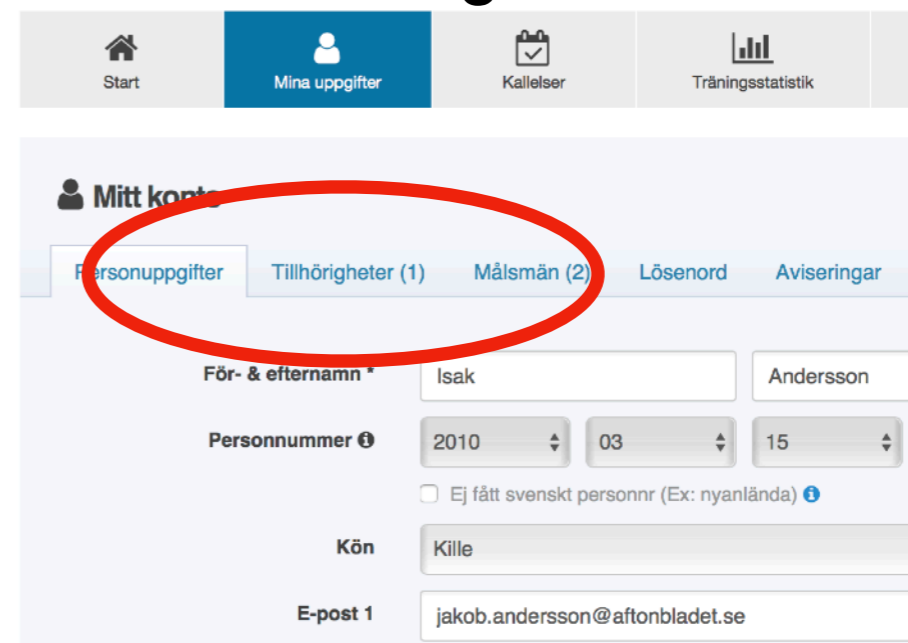 Start Mina uppgifter Kallelser Träningsstatistik
Mitt konto
Personuppgifter Tillhörigheter (1) Målsmän (2) Lösenord Aviseringar
För- & efternamn * Isak Andersson
Personnummer 2010 03 15
Ej fått svenskt personnr (Ex: nyanlända)
Kön Kille
E-post 1 jakob.andersson@aftonbladet.se